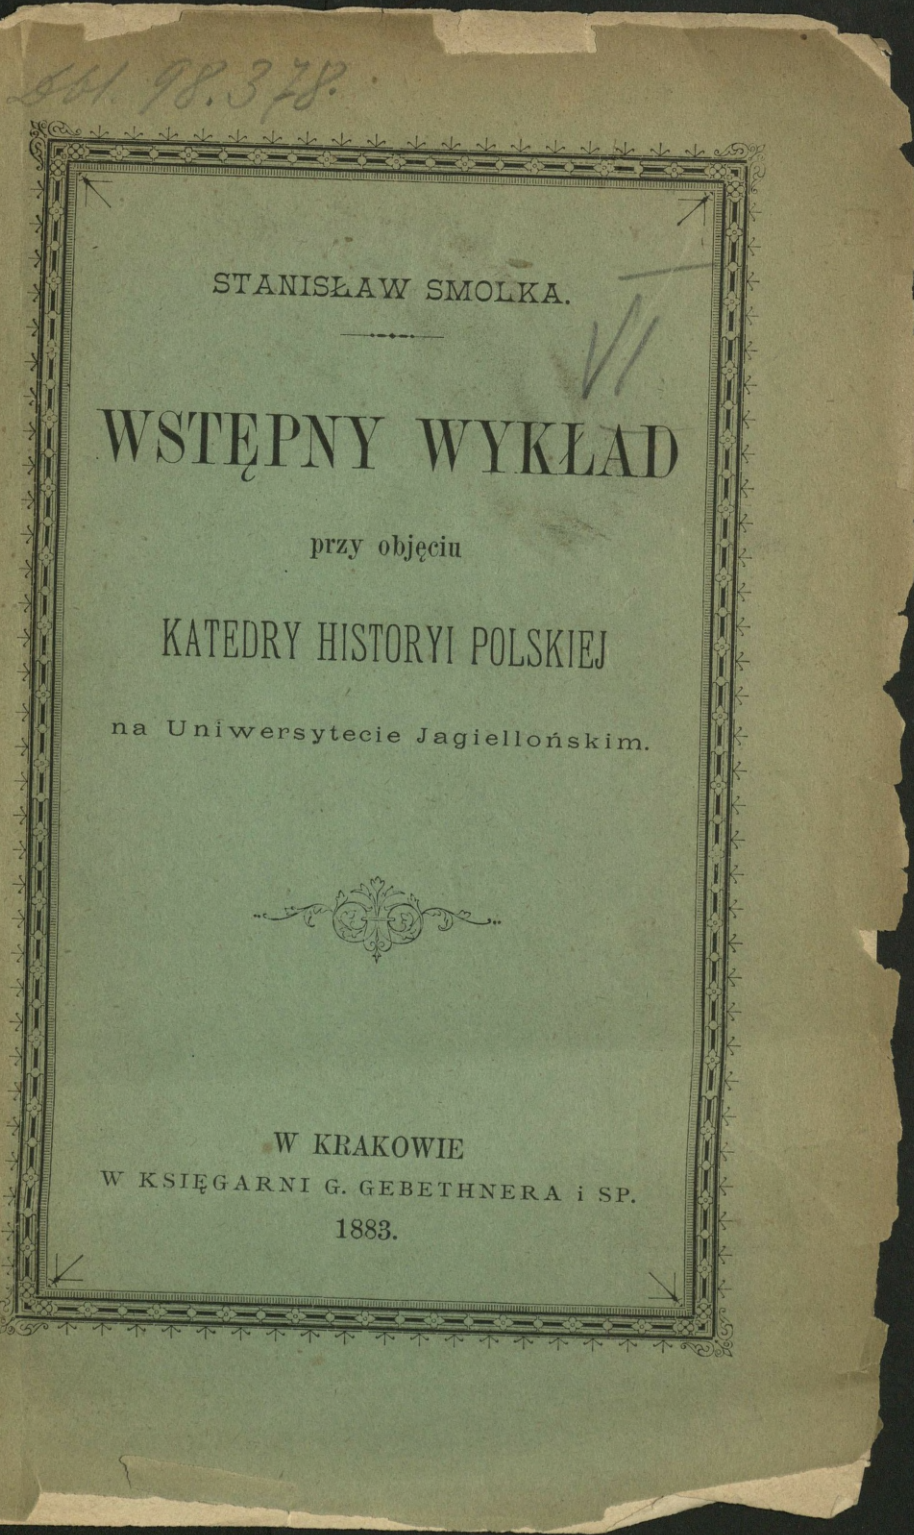 Dbl. 98.378.
STANISŁAW SMOLKA.
VI
WSTĘPNY WYKŁAD
przy objęciu
KATEDRY HISTORYI POLSKIEJ
na Uniwersytecie Jagiellońskim.
W KRAKOWIE
W KSIĘGARNI G. GEBETHNERA i SP.
1883.